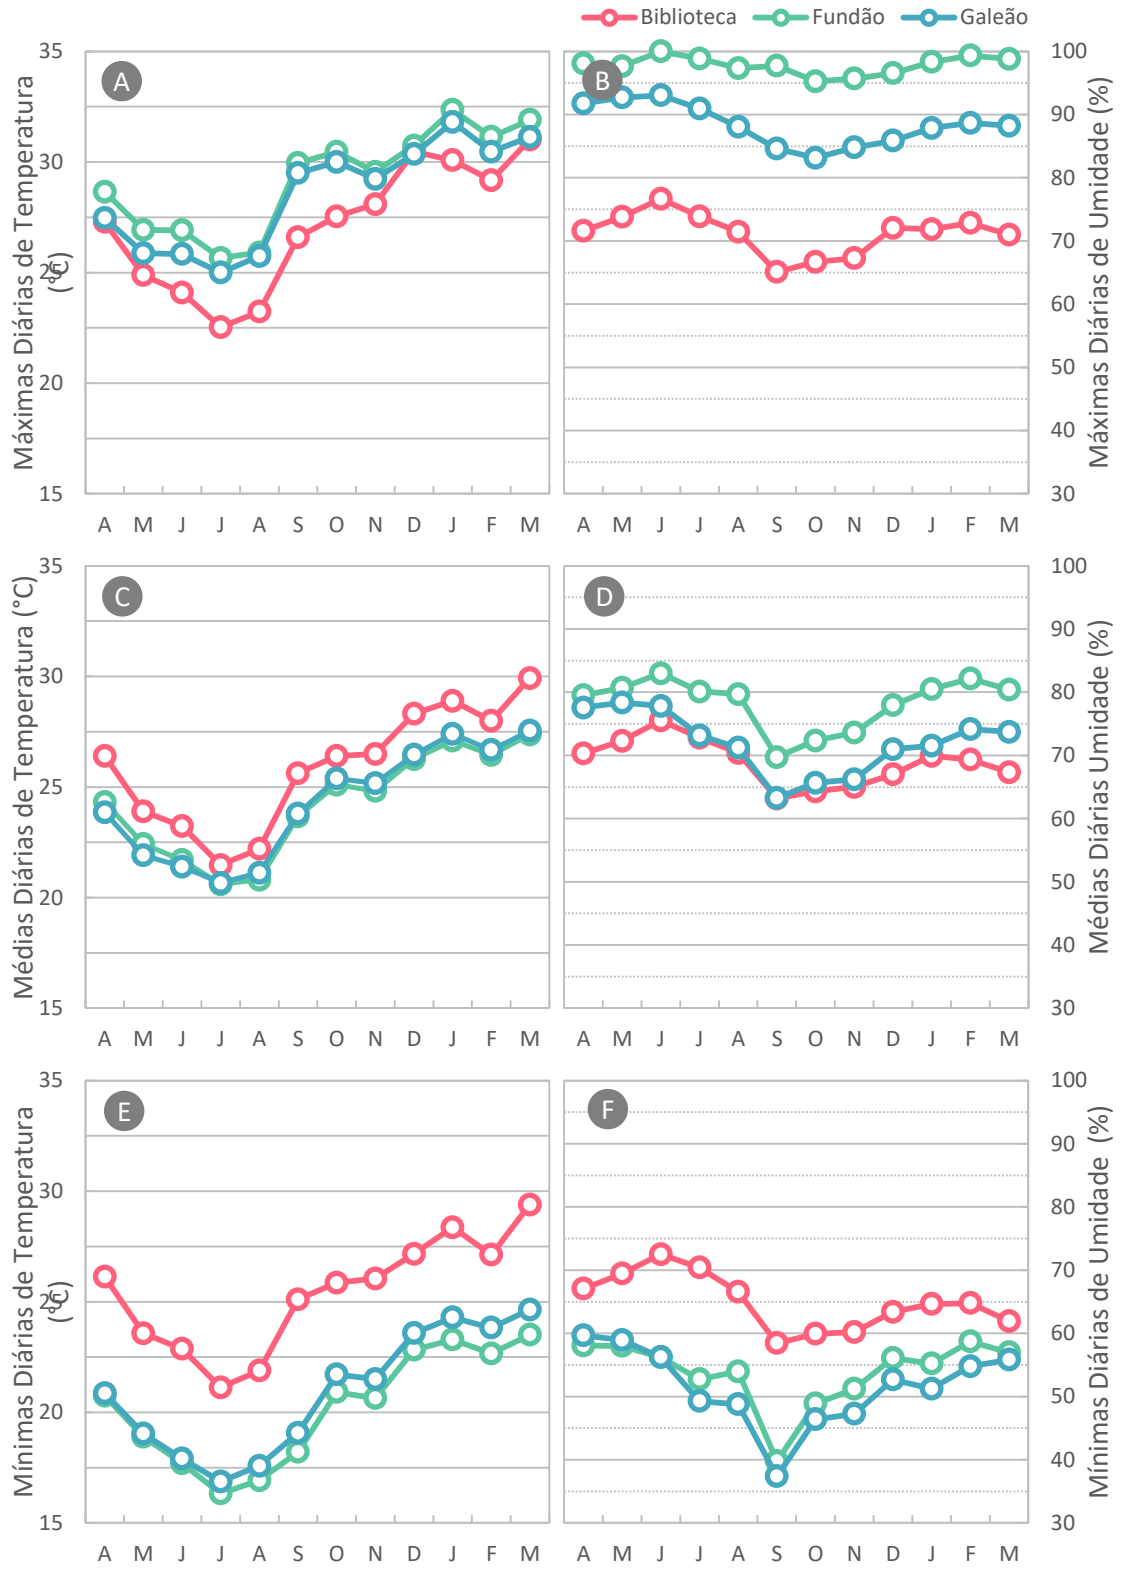 Biblioteca Fundão Galeão
Máximas Diárias de Temperatura
(°C)
35
30
25
20
15
A
A M J J A S O N D J F M
B
100
90
80
70
60
50
40
30
Máximas Diárias de Umidade (%)
A M J J A S O N D J F M
Médias Diárias de Temperatura (°C)
35
30
25
20
15
C
A M J J A S O N D J F M
D
100
90
80
70
60
50
40
30
Médias Diárias Umidade (%)
A M J J A S O N D J F M
Mínimas Diárias de Temperatura
(°C)
35
30
25
20
15
E
A M J J A S O N D J F M
F
100
90
80
70
60
50
40
30
Mínimas Diárias de Umidade (%)
A M J J A S O N D J F M